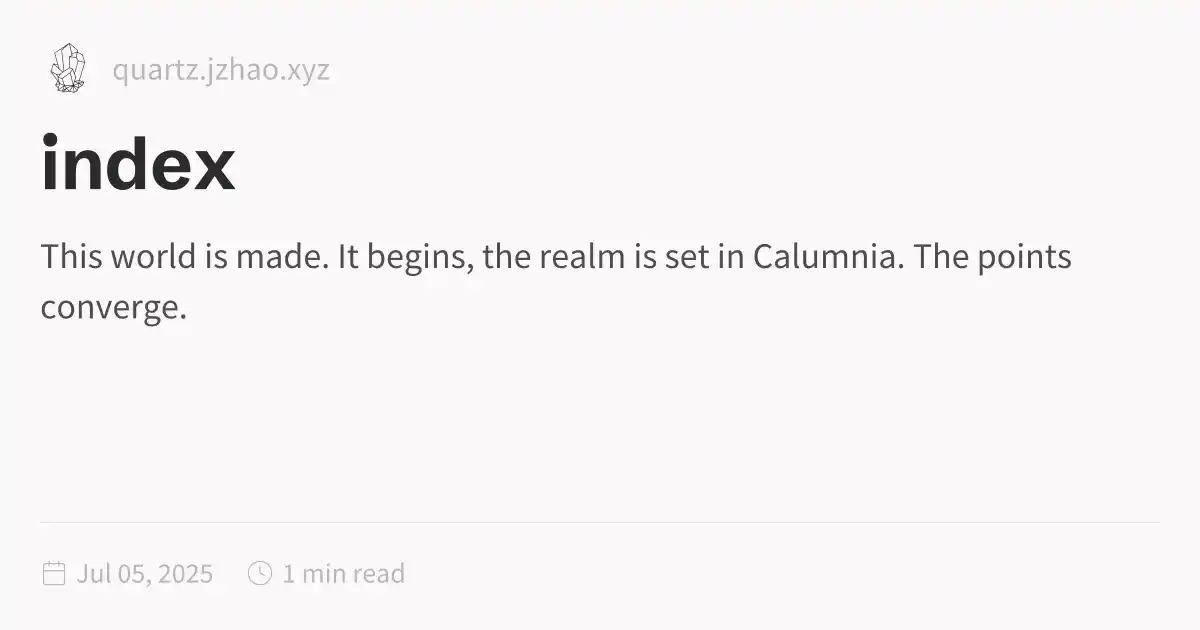 quartz.jzhao.xyz
index
This world is made. It begins, the realm is set in Calumnia. The points
converge.
Jul 05, 2025 1 min read